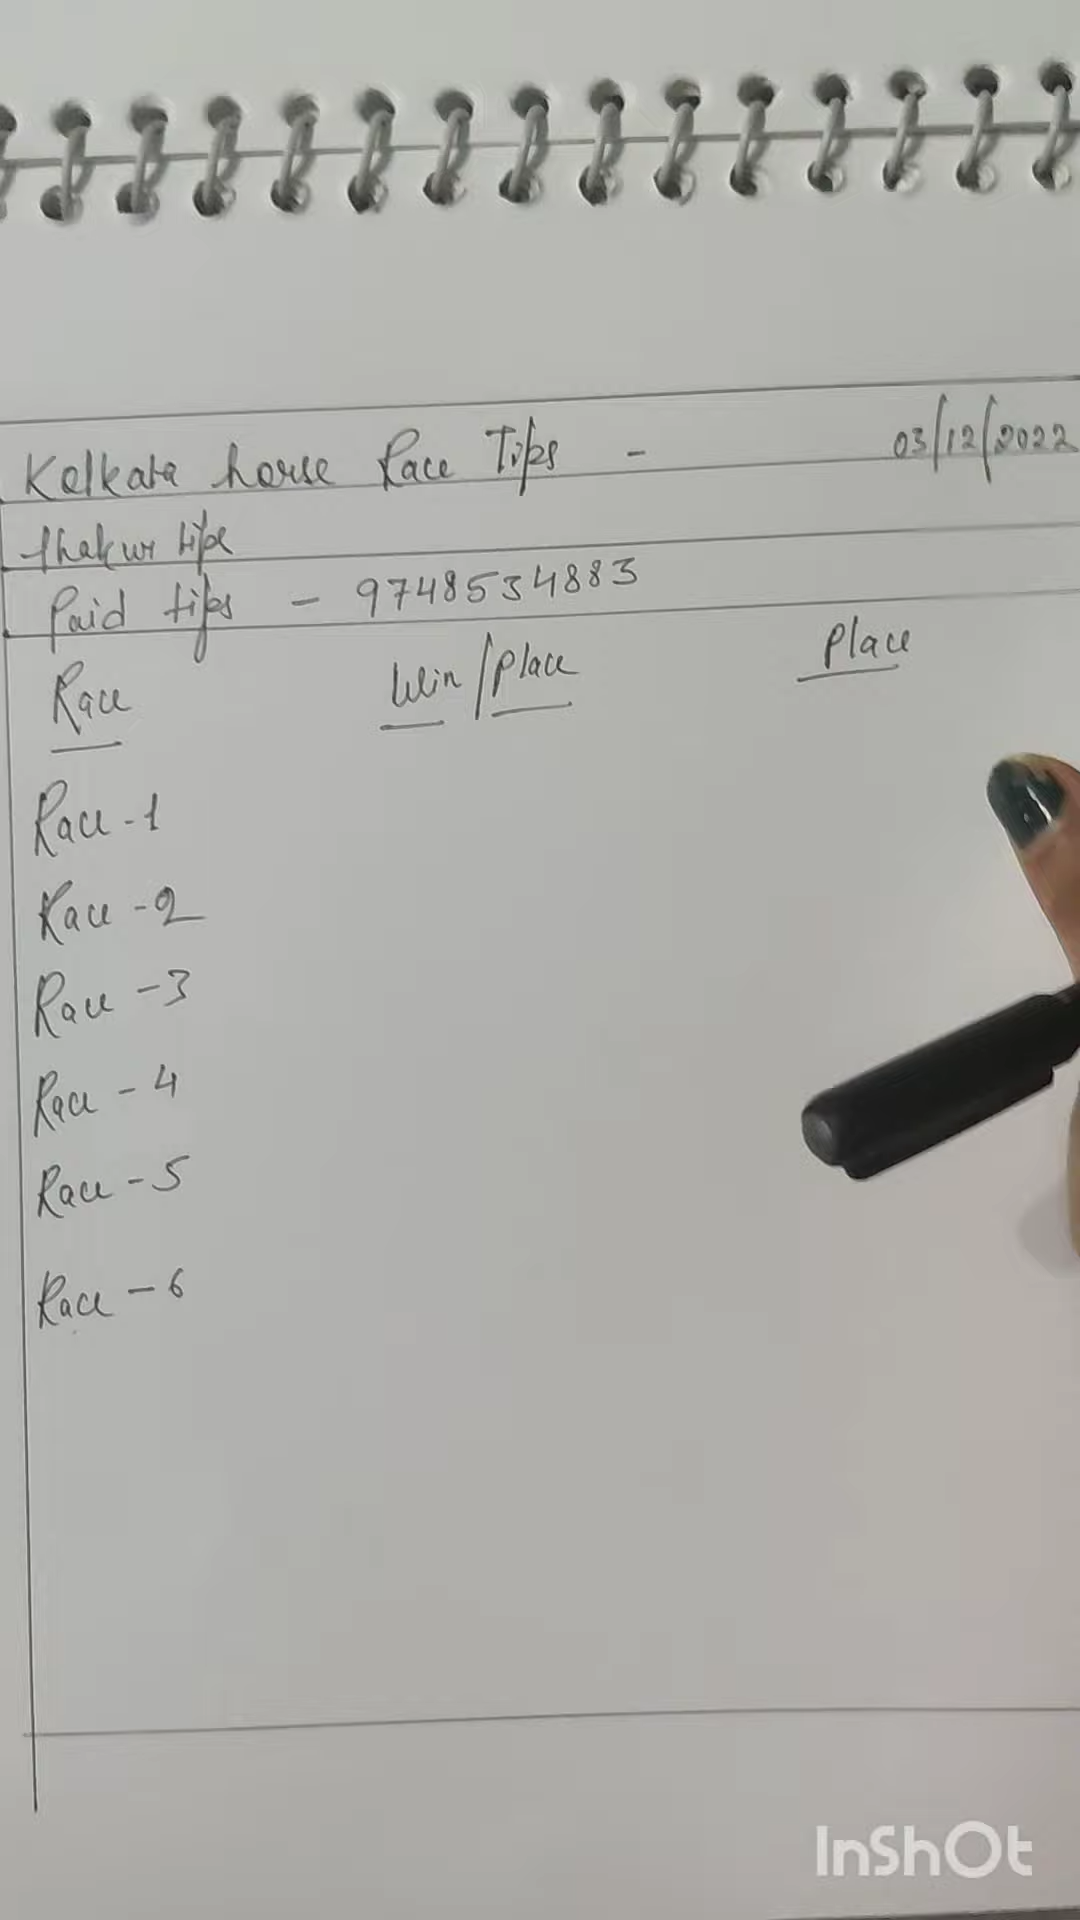 Kolkata horse Race Tips - 03/12/2022
thakur tips
Paid tips - 9748534883
Race Win/Place Place
Race-1
Race-2
Race-3
Race-4
Race-5
Race-6
InShOt